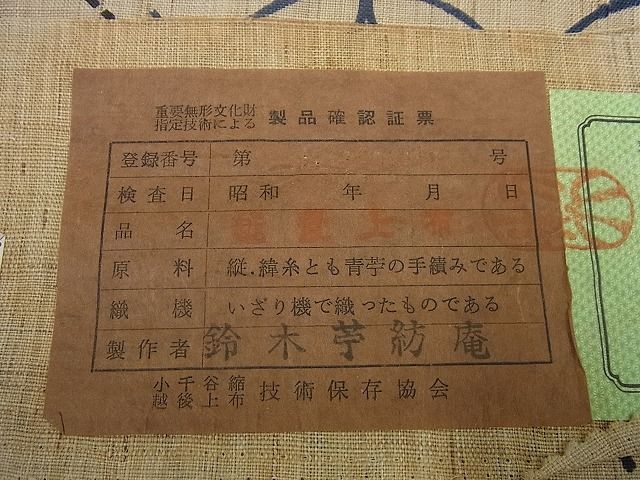 重要無形文化財
指定技術による 製品確認証票
登録番号 第 号
検査日 昭和 年 月 日
品名 越後上布
原料 縦、緯糸とも青苧の手績みである
織機 いざり機で織ったものである
製作者 鈴木苧紡庵
小千谷縮
越後上布 技術保存協会